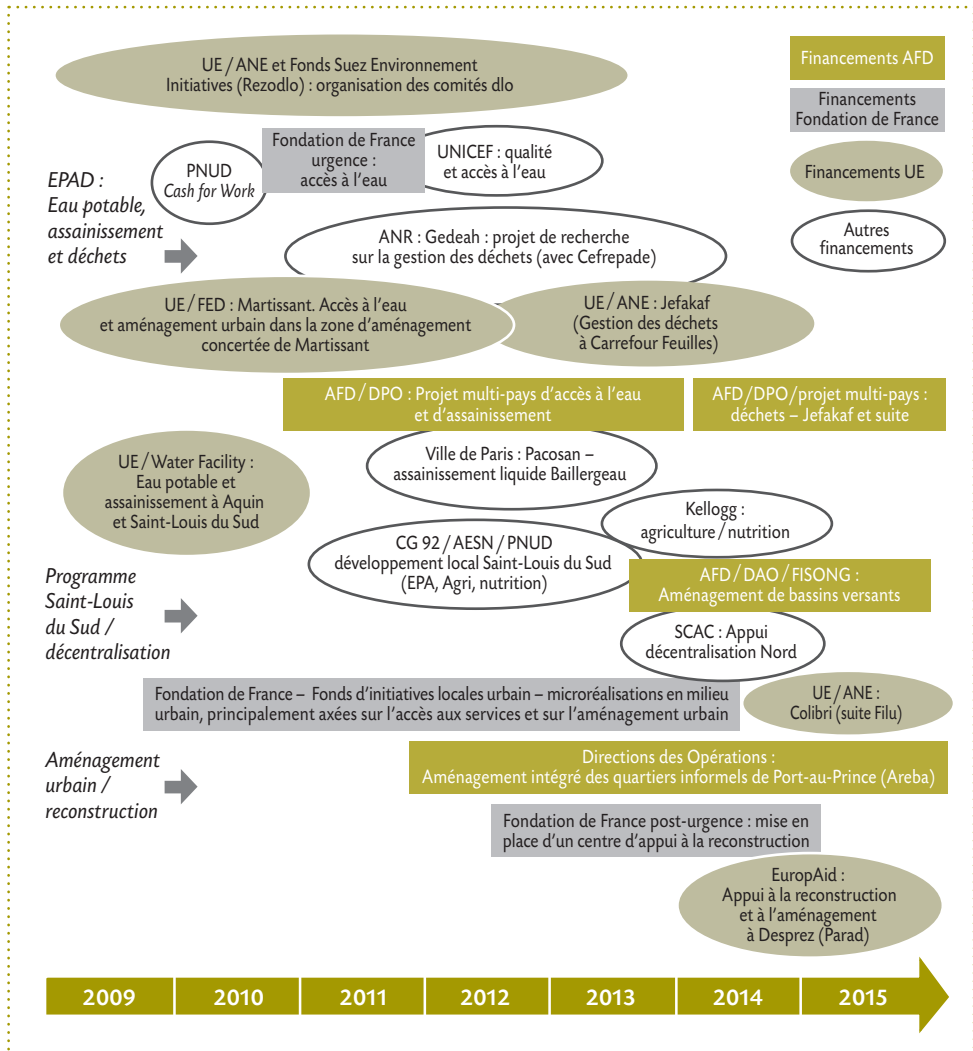 UE / ANE et Fonds Suez Environnement
Initiatives (Rezodlo) : organisation des comités dlo
Financements AFD
Financements
Fondation de France
Financements UE
Autres
financements
EPAD :
Eau potable,
assainissement
et déchets
PNUD
Cash for Work
Fondation de France
urgence :
accès à l'eau
UNICEF : qualité
et accès à l'eau
ANR : Gedeah : projet de recherche
sur la gestion des déchets (avec Cefrepade)
UE / FED : Martissant. Accès à l'eau
et aménagement urbain dans la zone d'aménagement
concertée de Martissant
UE / ANE : Jefakaf
(Gestion des déchets
à Carrefour Feuilles)
AFD / DPO : Projet multi-pays d'accès à l'eau
et d'assainissement
AFD / DPO / projet multi-pays :
déchets – Jefakaf et suite
Programme
Saint-Louis
du Sud /
décentralisation
UE / Water Facility :
Eau potable et
assainissement à Aquin
et Saint-Louis du Sud
Ville de Paris : Pacosan –
assainissement liquide Baillergeau
Kellogg :
agriculture / nutrition
CG 92 / AESN / PNUD
développement local Saint-Louis du Sud
(EPA, Agri, nutrition)
AFD / DAO / FISONG :
Aménagement de bassins versants
SCAC : Appui
décentralisation Nord
Fondation de France – Fonds d'initiatives locales urbain – microréalisations en milieu
urbain, principalement axées sur l'accès aux services et sur l'aménagement urbain
UE / ANE :
Colibri (suite Filu)
Aménagement
urbain /
reconstruction
Directions des Opérations :
Aménagement intégré des quartiers informels de Port-au-Prince (Areba)
Fondation de France post-urgence : mise en
place d'un centre d'appui à la reconstruction
EuropAid :
Appui à la reconstruction
et à l'aménagement
à Desprez (Parad)
2009 2010 2011 2012 2013 2014 2015